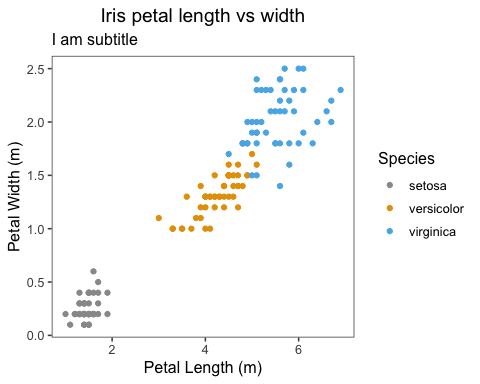 Iris petal length vs width
I am subtitle
2.5
2.0
1.5
1.0
0.5
0.0
Petal Width (m)
2 4 6
Petal Length (m)
Species
setosa
versicolor
virginica